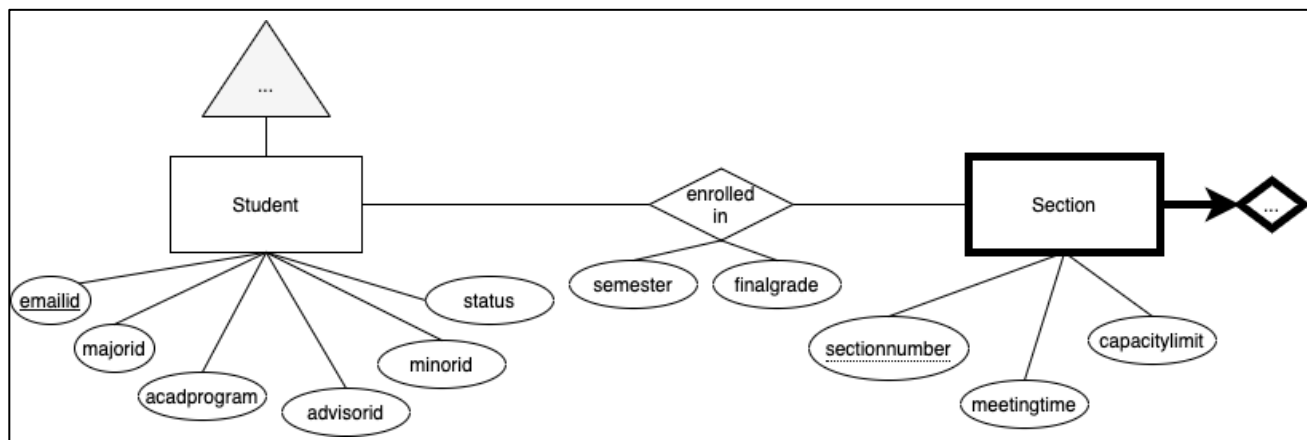 ...
Student
enrolled
in
Section
...
emailid
majorid
acadprogram
advisorid
minorid
status
semester
finalgrade
sectionnumber
meetingtime
capacitylimit